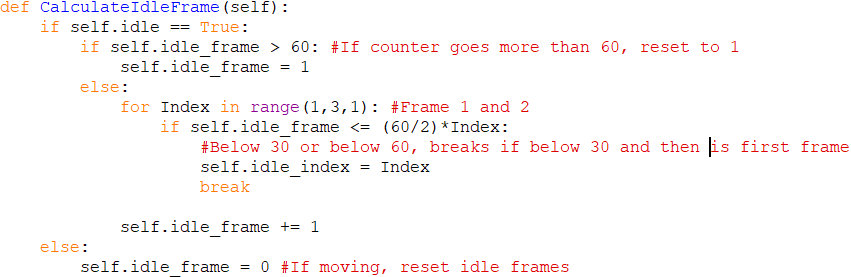 def CalculateIdleFrame(self):
    if self.idle == True:
        if self.idle_frame > 60: #If counter goes more than 60, reset to 1
            self.idle_frame = 1
        else:
            for Index in range(1,3,1): #Frame 1 and 2
                if self.idle_frame <= (60/2)*Index:
                    #Below 30 or below 60, breaks if below 30 and then is first frame
                    self.idle_index = Index
                    break

            self.idle_frame += 1
    else:
        self.idle_frame = 0 #If moving, reset idle frames